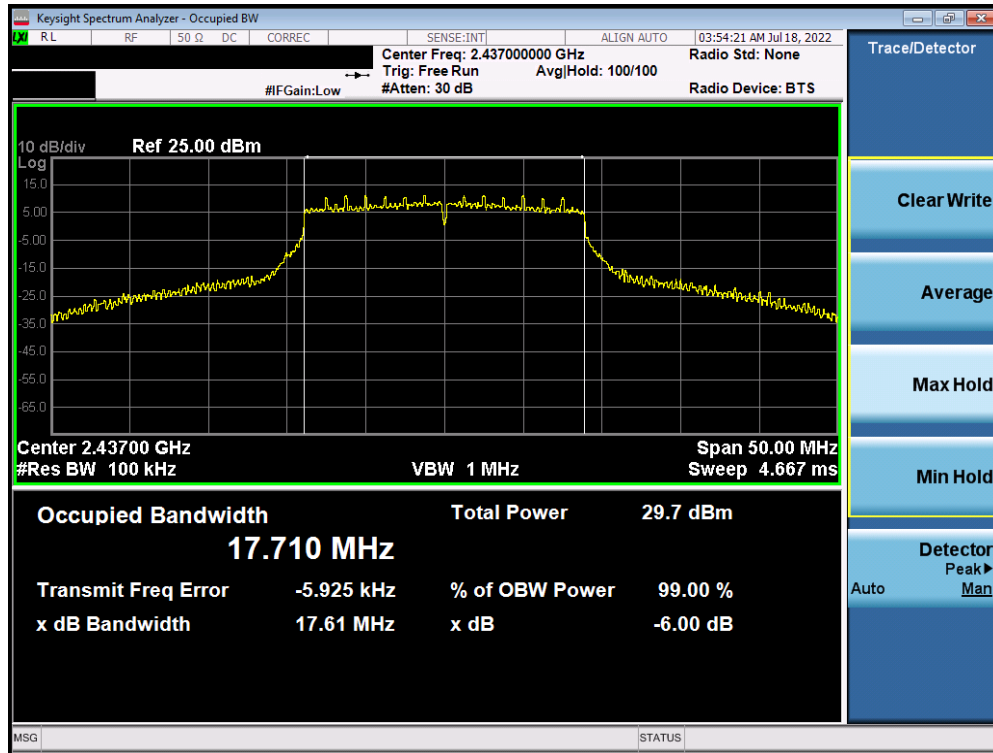 Keysight Spectrum Analyzer - Occupied BW
LXI RL RF 50 Ω DC CORREC SENSE:INT ALIGN AUTO 03:54:21 AM Jul 18, 2022
Center Freq: 2.437000000 GHz Radio Std: None
Trig: Free Run Avg|Hold: 100/100
#IFGain:Low #Atten: 30 dB Radio Device: BTS
10 dB/div Ref 25.00 dBm
Log
15.0
5.00
-5.00
-15.0
-25.0
-35.0
-45.0
-55.0
-65.0
Center 2.43700 GHz Span 50.00 MHz
#Res BW 100 kHz VBW 1 MHz Sweep 4.667 ms
Occupied Bandwidth Total Power 29.7 dBm
17.710 MHz
Transmit Freq Error -5.925 kHz % of OBW Power 99.00 %
x dB Bandwidth 17.61 MHz x dB -6.00 dB
MSG STATUS
Trace/Detector
Clear Write
Average
Max Hold
Min Hold
Detector
Peak▶
Auto Man